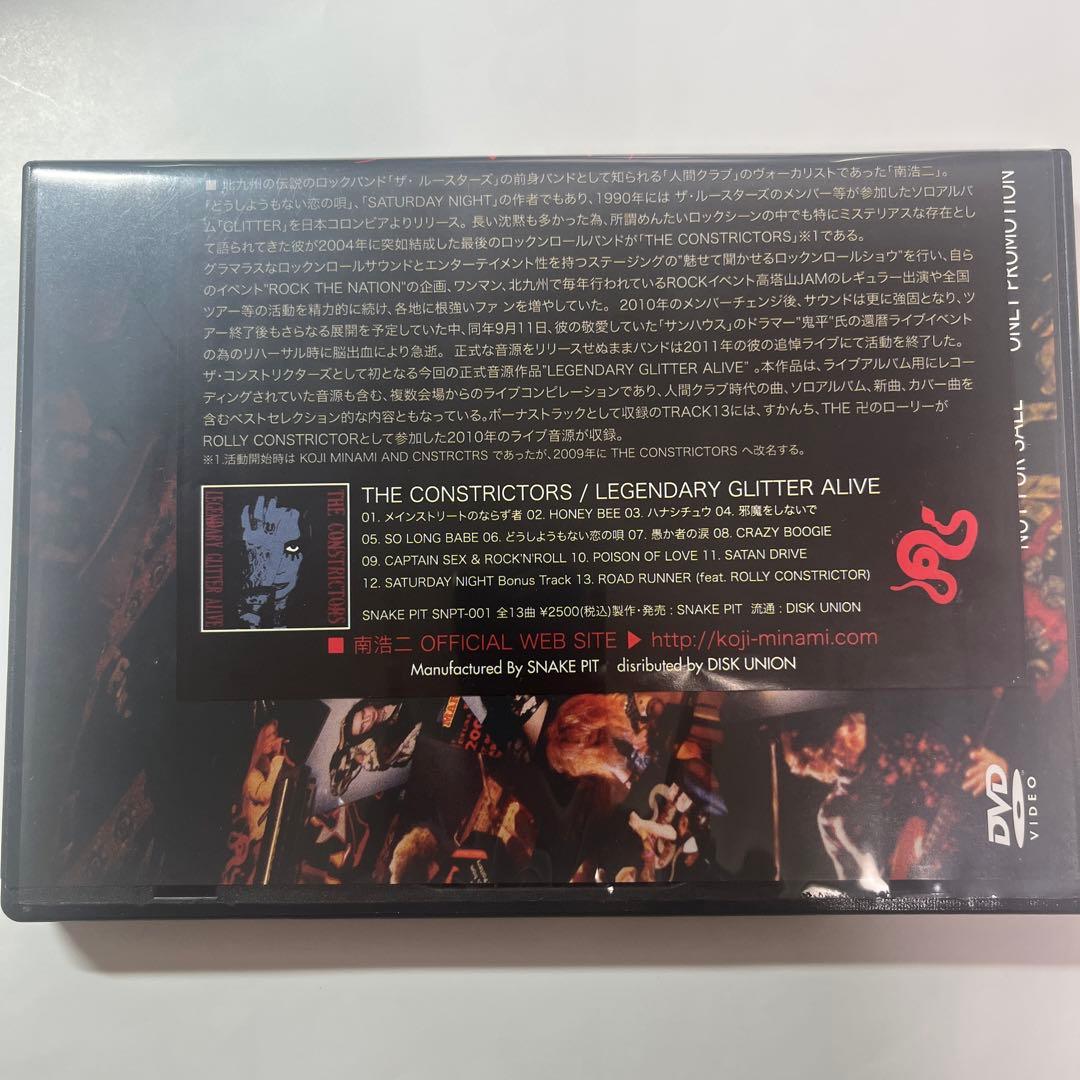 ■ 北九州の伝説のロックバンド「ザ・ルースターズ」の前身バンドとして知られる「人間クラブ」のヴォーカリストであった「南浩二」。
「どうしようもない恋の唄」、「SATURDAY NIGHT」の作者でもあり、1990年には ザ・ルースターズのメンバー等が参加したソロアルバ
ム「GLITTER」を日本コロンビアよりリリース。長い沈黙も多かった為、所謂めんたいロックシーンの中でも特にミステリアスな存在とし
て語られてきた彼が2004年に突如結成した最後のロックンロールバンドが「THE CONSTRICTORS」※1である。
グラマラスなロックンロールサウンドとエンターテイメント性を持つステージングの"魅せて聞かせるロックンロールショウ"を行い、自ら
のイベント"ROCK THE NATION"の企画、ワンマン、北九州で毎年行われているROCKイベント高塔山JAMのレギュラー出演や全国
ツアー等の活動を精力的に続け、各地に根強いファンを増やしていた。 2010年のメンバーチェンジ後、サウンドは更に強固となり、ツ
アー終了後もさらなる展開を予定していた中、同年9月11日、彼の敬愛していた「サンハウス」のドラマー"鬼平"氏の還暦ライブイベント
の為のリハーサル時に脳出血により急逝。 正式な音源をリリースせぬままバンドは2011年の彼の追悼ライブにて活動を終了した。
ザ・コンストリクターズとして初となる今回の正式音源作品"LEGENDARY GLITTER ALIVE" 。本作品は、ライブアルバム用にレコー
ディングされていた音源も含む、複数会場からのライブコンピレーションであり、人間クラブ時代の曲、ソロアルバム、新曲、カバー曲を
含むベストセレクション的な内容ともなっている。ボーナストラックとして収録のTRACK13には、すかんち、THE 卍のローリーが
ROLLY CONSTRICTORとして参加した2010年のライブ音源が収録。
※1.活動開始時は KOJI MINAMI AND CNSTRCTRS であったが、2009年に THE CONSTRICTORS へ改名する。
THE CONSTRICTORS
LEGENDARY GLITTER ALIVE
THE CONSTRICTORS / LEGENDARY GLITTER ALIVE
01. メインストリートのならず者 02. HONEY BEE 03. ハナシチュウ 04. 邪魔をしないで
05. SO LONG BABE 06. どうしようもない恋の唄 07. 愚か者の涙 08. CRAZY BOOGIE
09. CAPTAIN SEX & ROCK'N'ROLL 10. POISON OF LOVE 11. SATAN DRIVE
12. SATURDAY NIGHT Bonus Track 13. ROAD RUNNER (feat. ROLLY CONSTRICTOR)
SNAKE PIT SNPT-001 全13曲 ¥2500(税込)製作・発売 : SNAKE PIT 流通 : DISK UNION
■ 南浩二 OFFICIAL WEB SITE ▶ http://koji-minami.com
Manufactured By SNAKE PIT disributed by DISK UNION
NOT FOR SALE ONLY PROMOTION
DVD
VIDEO